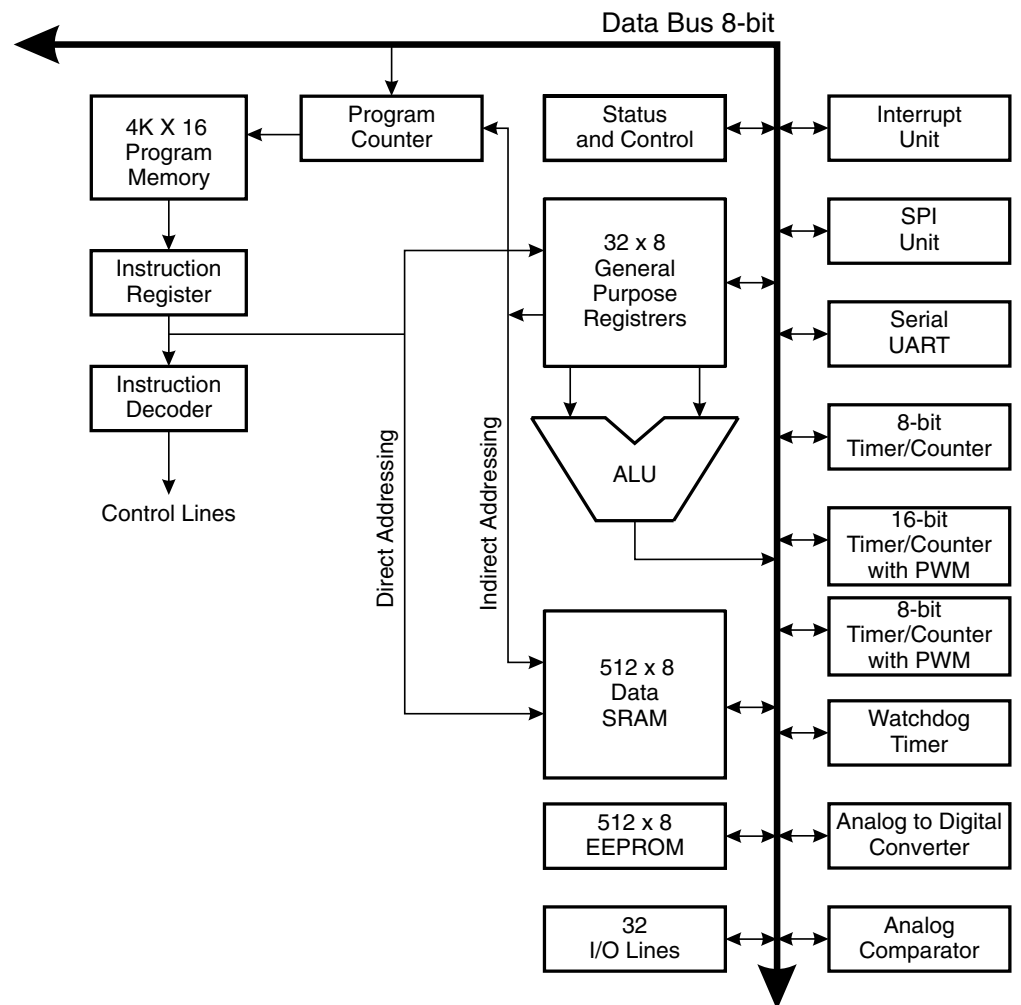 Data Bus 8-bit
4K X 16
Program
Memory
Program
Counter
Status
and Control
Interrupt
Unit
Instruction
Register
32 x 8
General
Purpose
Registrers
SPI
Unit
Serial
UART
Instruction
Decoder
Control Lines
Direct Addressing
Indirect Addressing
ALU
8-bit
Timer/Counter
16-bit
Timer/Counter
with PWM
8-bit
Timer/Counter
with PWM
512 x 8
Data
SRAM
Watchdog
Timer
512 x 8
EEPROM
Analog to Digital
Converter
32
I/O Lines
Analog
Comparator